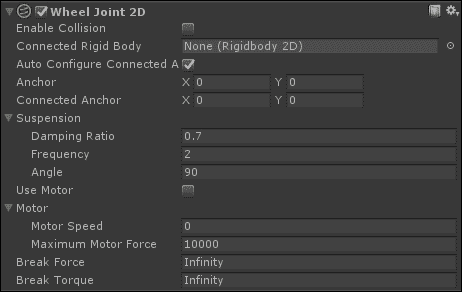 Wheel Joint 2D
Enable Collision
Connected Rigid Body None (Rigidbody 2D)
Auto Configure Connected A
Anchor X 0 Y 0
Connected Anchor X 0 Y 0
Suspension
Damping Ratio 0.7
Frequency 2
Angle 90
Use Motor
Motor
Motor Speed 0
Maximum Motor Force 10000
Break Force Infinity
Break Torque Infinity